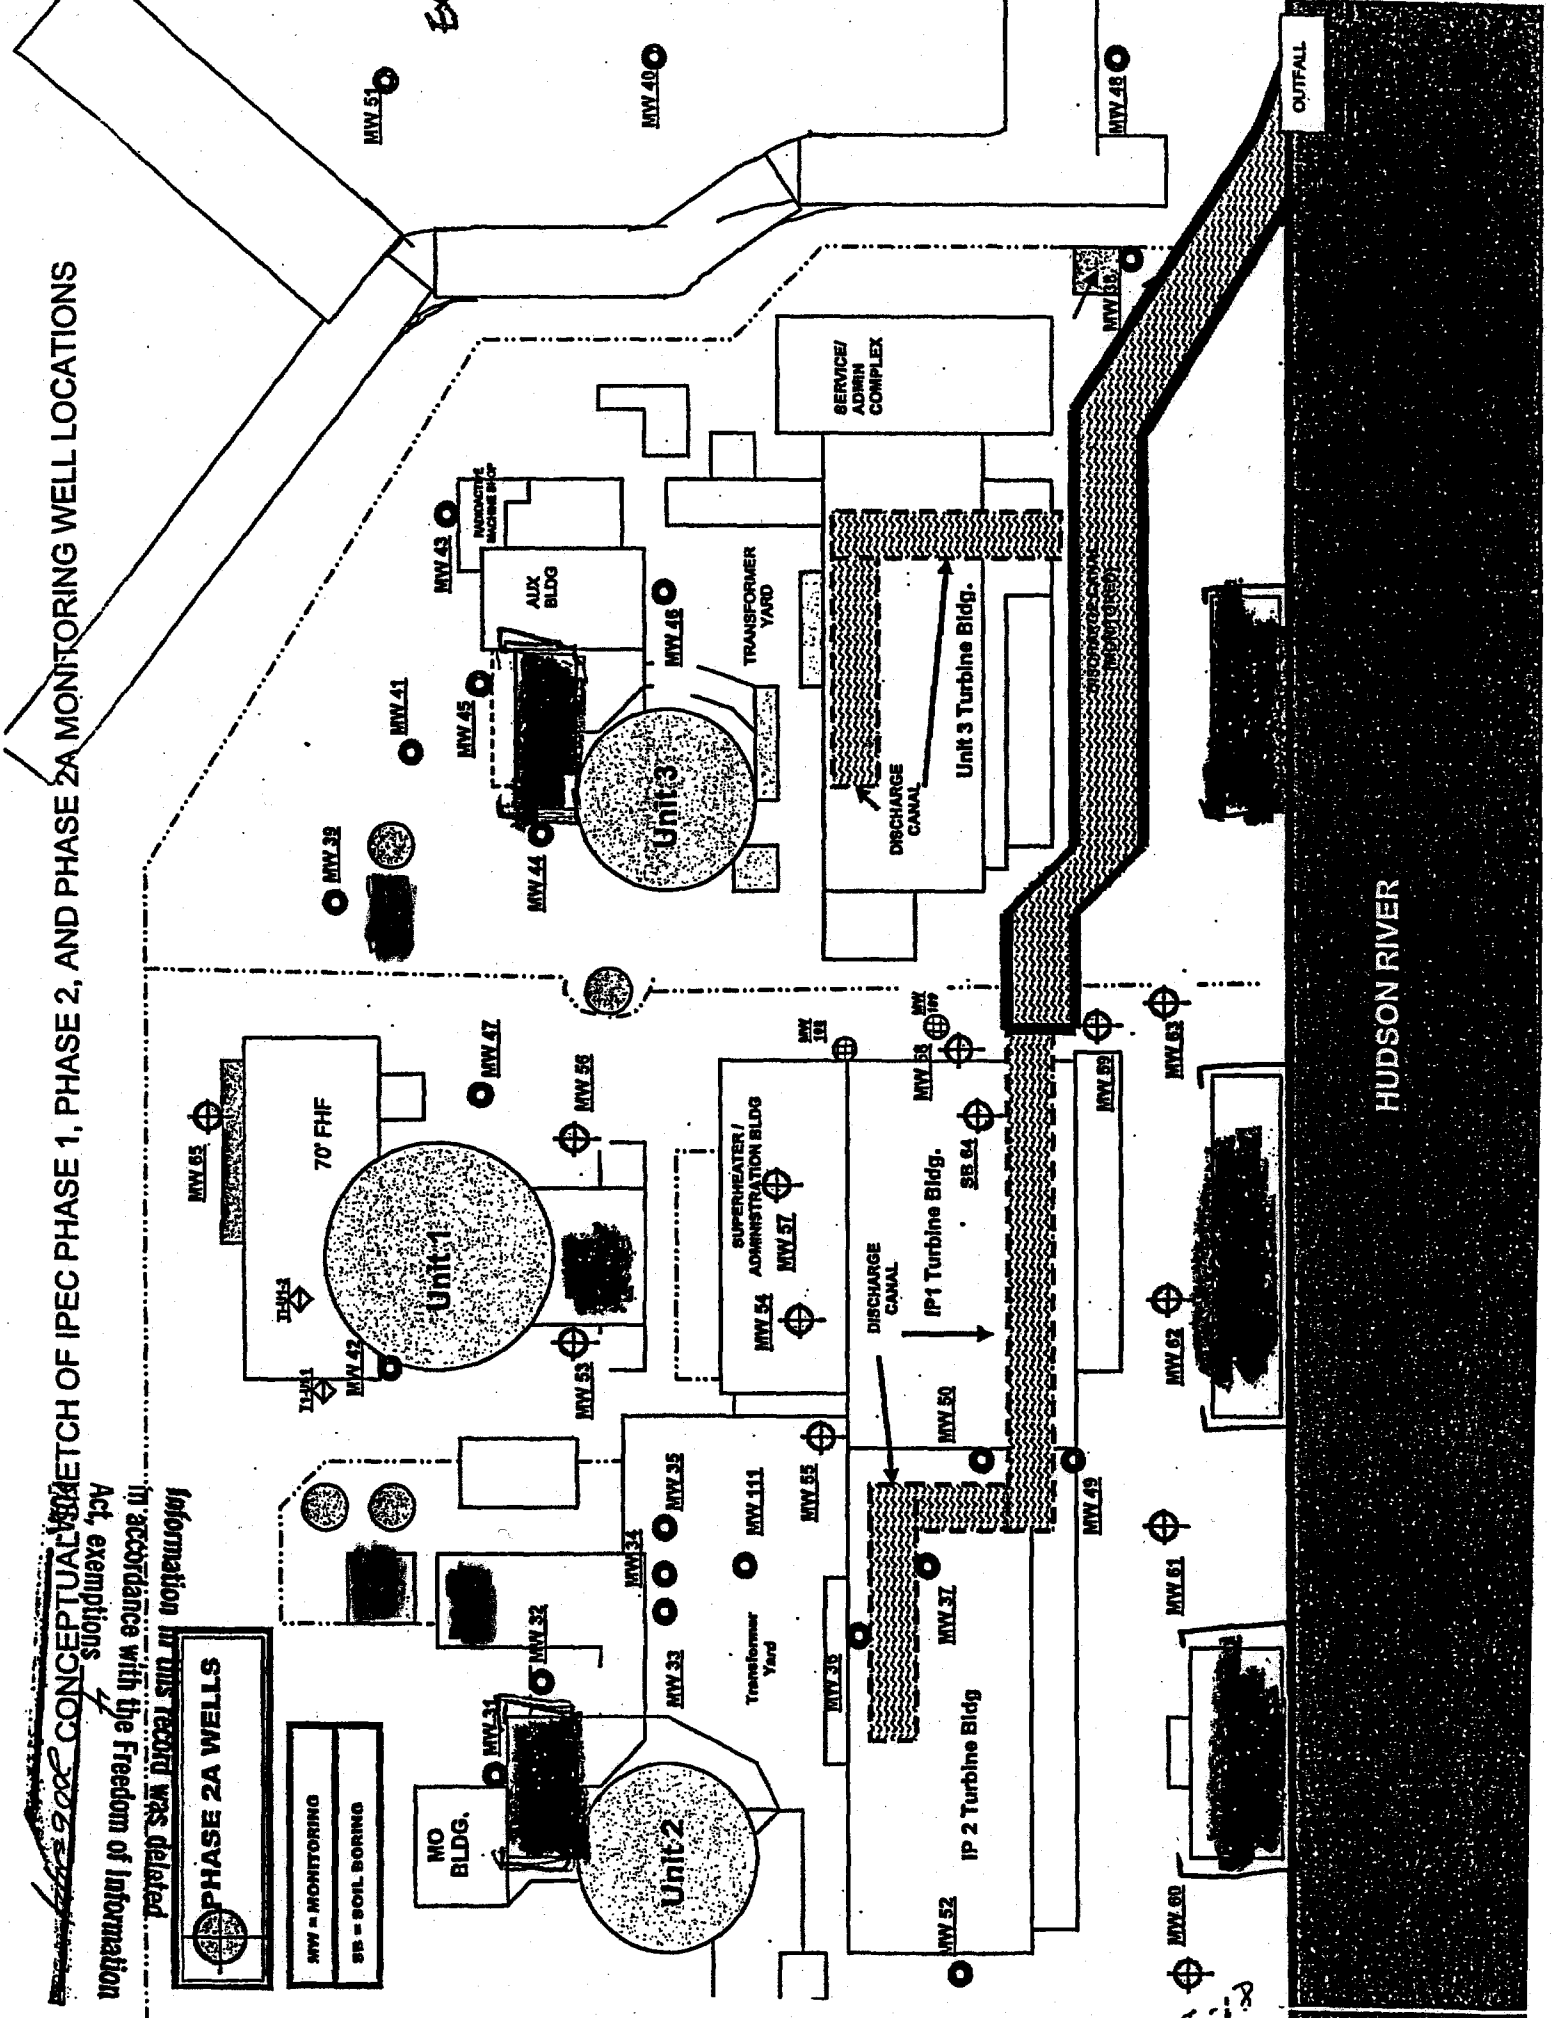 CONCEPTUAL SKETCH OF IPEC PHASE 1, PHASE 2, AND PHASE 2A MONITORING WELL LOCATIONS
Information in this record was deleted
in accordance with the Freedom of Information
Act, exemptions
PHASE 2A WELLS
MW = MONITORING
SB = SOIL BORING
MW 51
MW 40
MW 48
OUTFALL
MW 65
70' FHF
MW 47
MW 56
MW 42
Unit 1
MW 53
MW 39
MW 41
MW 43
RADIOACTIVE
MACHINE SHOP
AUX
BLDG
MW 45
MW 46
MW 44
Unit 3
TRANSFORMER
YARD
SERVICE/
ADMIN
COMPLEX
DISCHARGE
CANAL
Unit 3 Turbine Bldg.
DISCHARGE CANAL
(MONITORED)
SUPERHEATER /
ADMINISTRATION BLDG
MW 57
MW 54
MW 58
MW 59
MW 63
SB 64
DISCHARGE
CANAL
IP1 Turbine Bldg.
MW 50
MW 49
MW 62
MW 61
MW 60
MO
BLDG.
MW 31
MW 32
MW 34
MW 35
MW 33
MW 111
MW 55
Transformer
Yard
MW 36
MW 37
Unit 2
IP 2 Turbine Bldg
MW 52
HUDSON RIVER